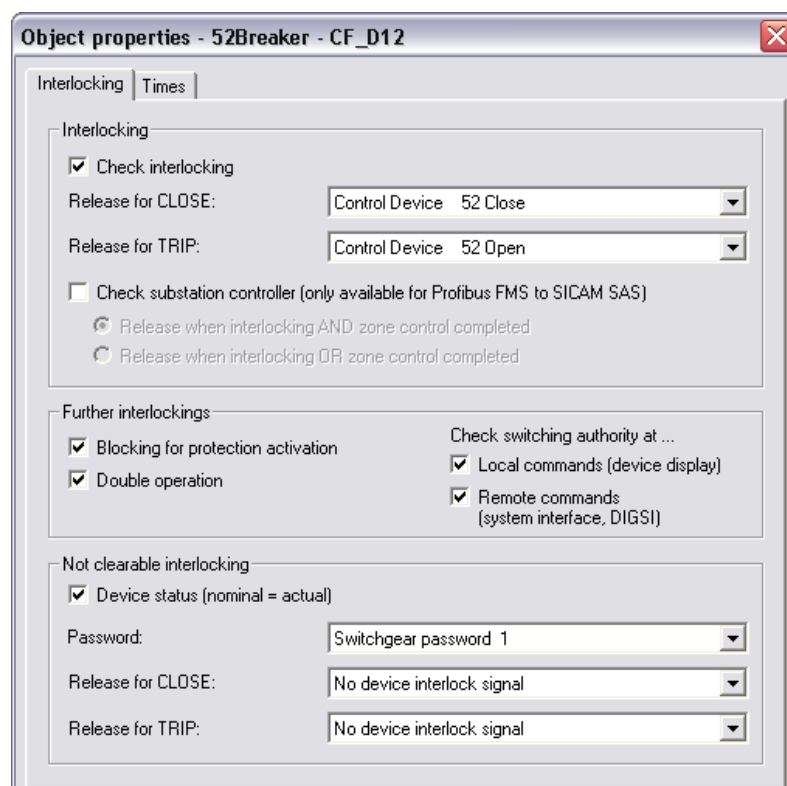 Object properties - 52Breaker - CF_D12
Interlocking Times
Interlocking
Check interlocking
Release for CLOSE: Control Device 52 Close
Release for TRIP: Control Device 52 Open
Check substation controller (only available for Profibus FMS to SICAM SAS)
Release when interlocking AND zone control completed
Release when interlocking OR zone control completed
Further interlockings
Blocking for protection activation
Double operation
Check switching authority at ...
Local commands (device display)
Remote commands
(system interface, DIGSI)
Not clearable interlocking
Device status (nominal = actual)
Password: Switchgear password 1
Release for CLOSE: No device interlock signal
Release for TRIP: No device interlock signal